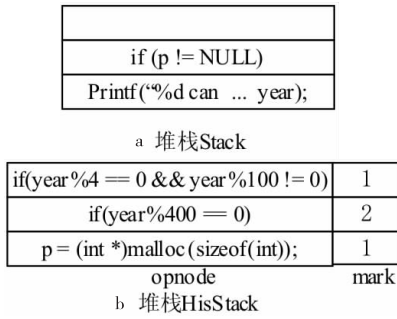 if (p != NULL)
Printf(“%d can ... year);
a 堆栈Stack
if(year%4 == 0 && year%100 != 0) 1
if(year%400 == 0) 2
p = (int *)malloc(sizeof(int)); 1
opnode mark
b 堆栈HisStack